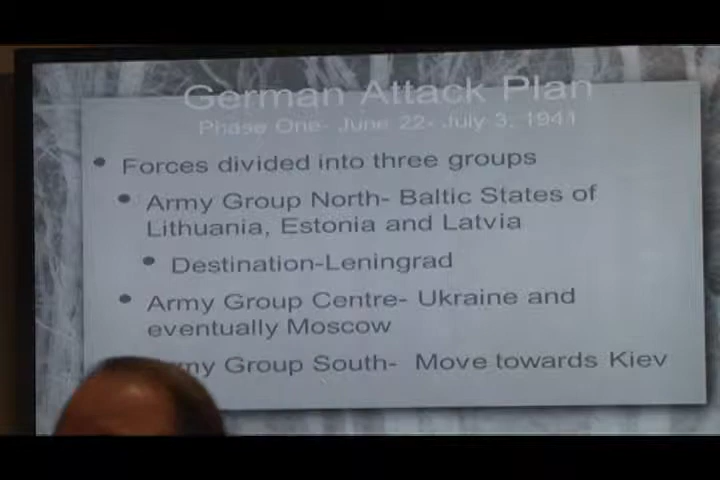 German Attack Plan
Phase One- June 22- July 3, 1941
• Forces divided into three groups
• Army Group North- Baltic States of
Lithuania, Estonia and Latvia
• Destination-Leningrad
• Army Group Centre- Ukraine and
eventually Moscow
Group South- Move towards Kiev